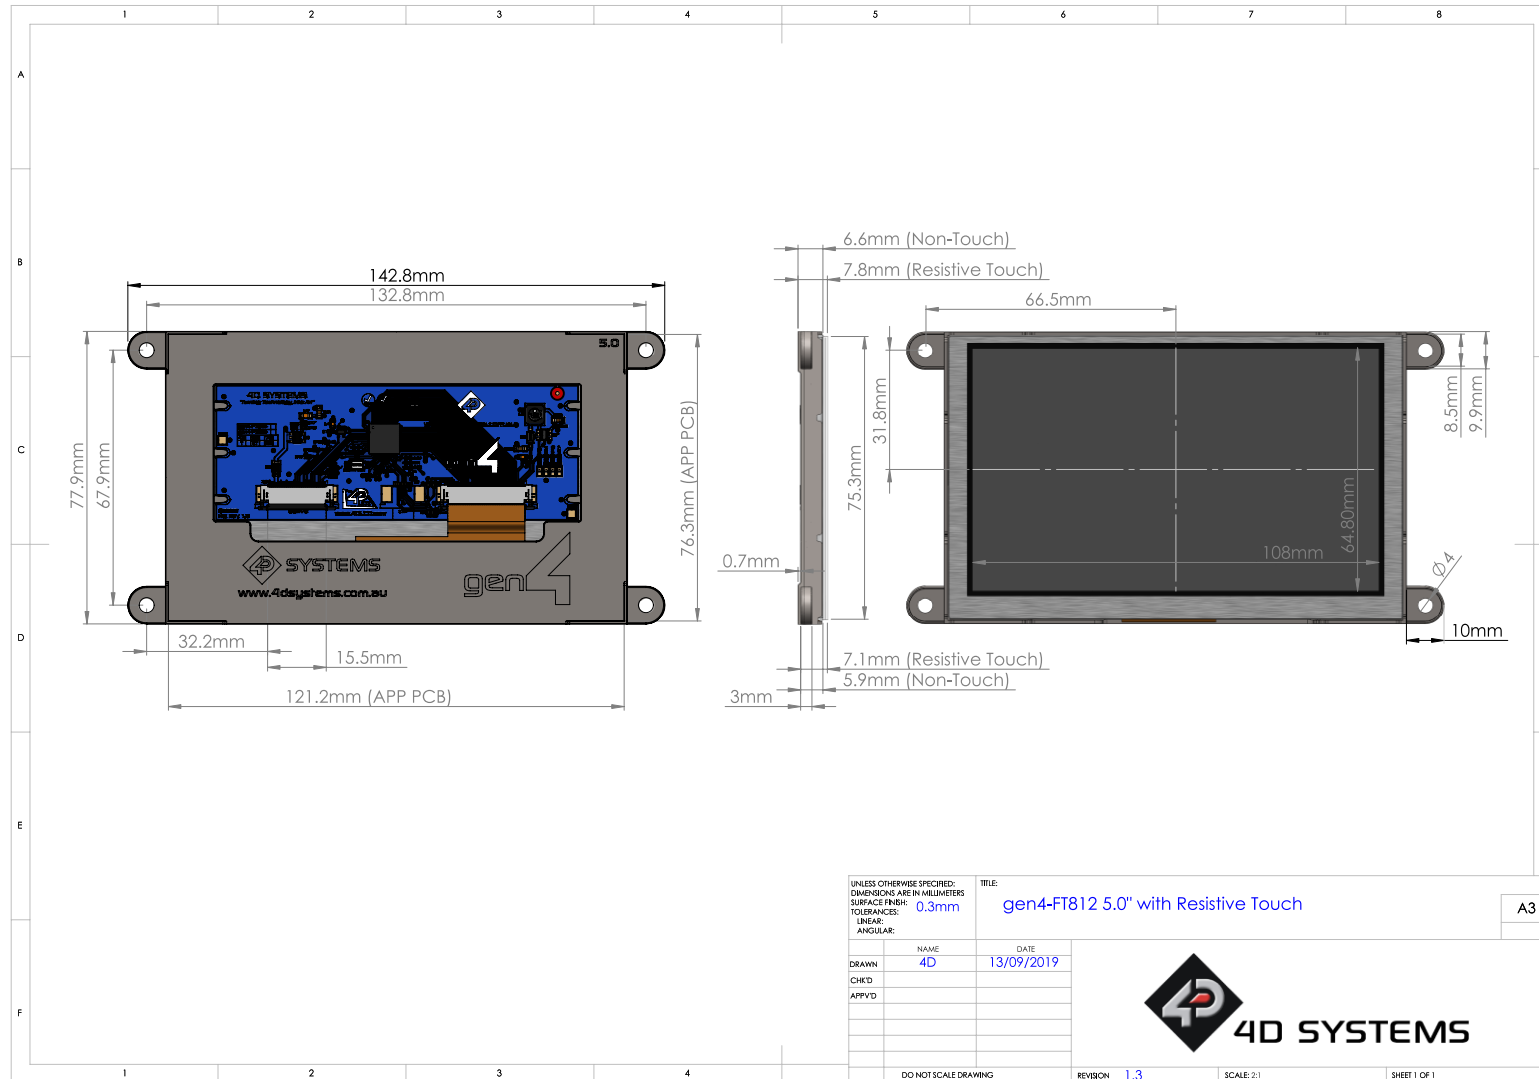 1 2 3 4 5 6 7 8
A
B
C
D
E
F
142.8mm
132.8mm
77.9mm
67.9mm
5.0
4D SYSTEMS
76.3mm (APP PCB)
SYSTEMS
www.4dsystems.com.au
gen4
32.2mm
15.5mm
121.2mm (APP PCB)
6.6mm (Non-Touch)
7.8mm (Resistive Touch)
75.3mm
0.7mm
7.1mm (Resistive Touch)
5.9mm (Non-Touch)
3mm
66.5mm
31.8mm
8.5mm
9.9mm
64.80mm
108mm
Ø4
10mm
UNLESS OTHERWISE SPECIFIED:
DIMENSIONS ARE IN MILLIMETERS
SURFACE FINISH: 0.3mm
TOLERANCES:
LINEAR:
ANGULAR:
TITLE:
gen4-FT812 5.0" with Resistive Touch
A3
NAME DATE
DRAWN 4D 13/09/2019
CHK'D
APPV'D
4D SYSTEMS
DO NOT SCALE DRAWING
REVISION 1.3
SCALE: 2:1
SHEET 1 OF 1
1 2 3 4